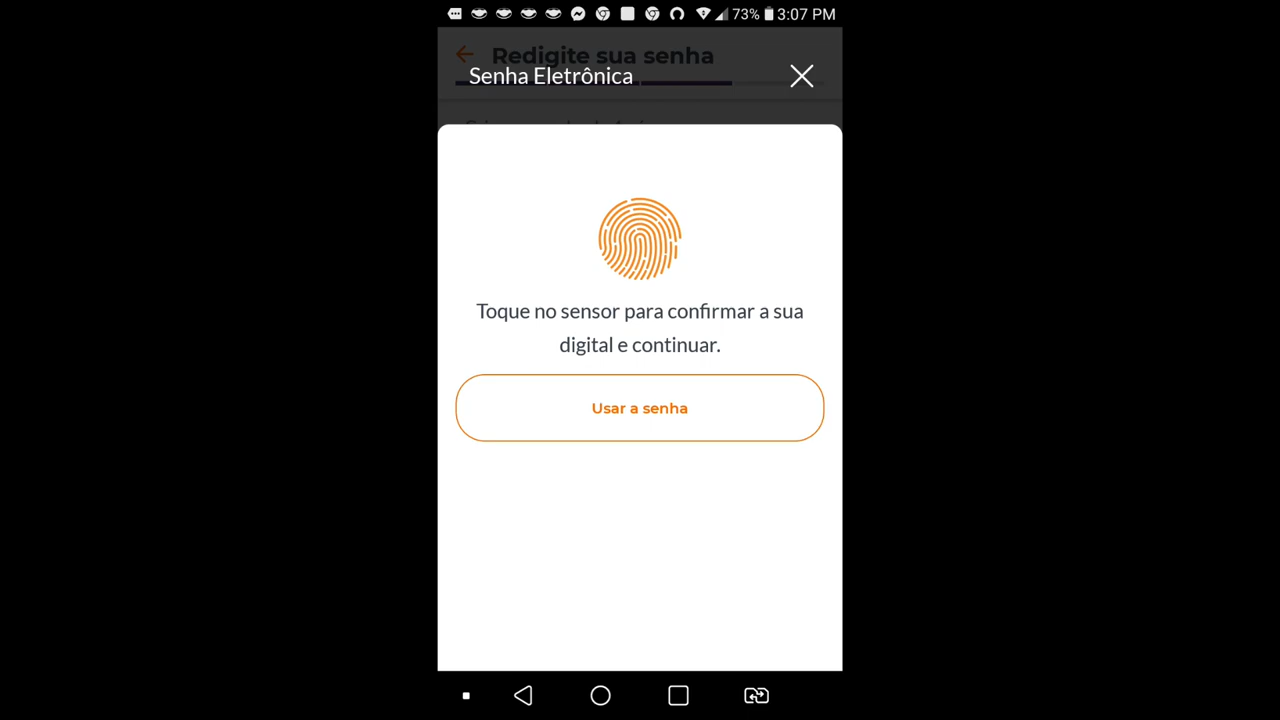 73% 3:07 PM
Redigite sua senha
Senha Eletrônica
Toque no sensor para confirmar a sua
digital e continuar.
Usar a senha